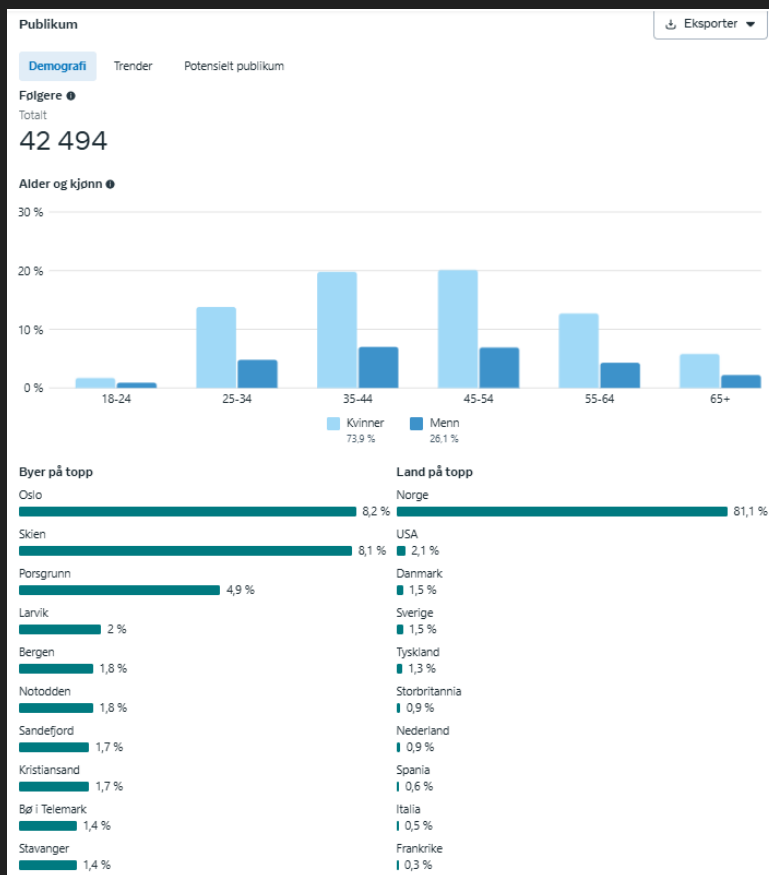 Publikum
Eksporter
Demografi Trender Potensielt publikum
Følgere
Totalt
42 494
Alder og kjønn
30 %
20 %
10 %
0 %
18-24 25-34 35-44 45-54 55-64 65+
Kvinner Menn
73,9 % 26,1 %
Byer på topp
Oslo
8,2 %
Skien
8,1 %
Porsgrunn
4,9 %
Larvik
2 %
Bergen
1,8 %
Notodden
1,8 %
Sandefjord
1,7 %
Kristiansand
1,7 %
Bø i Telemark
1,4 %
Stavanger
1,4 %
Land på topp
Norge
81,1 %
USA
2,1 %
Danmark
1,5 %
Sverige
1,5 %
Tyskland
1,3 %
Storbritannia
0,9 %
Nederland
0,9 %
Spania
0,6 %
Italia
0,5 %
Frankrike
0,3 %